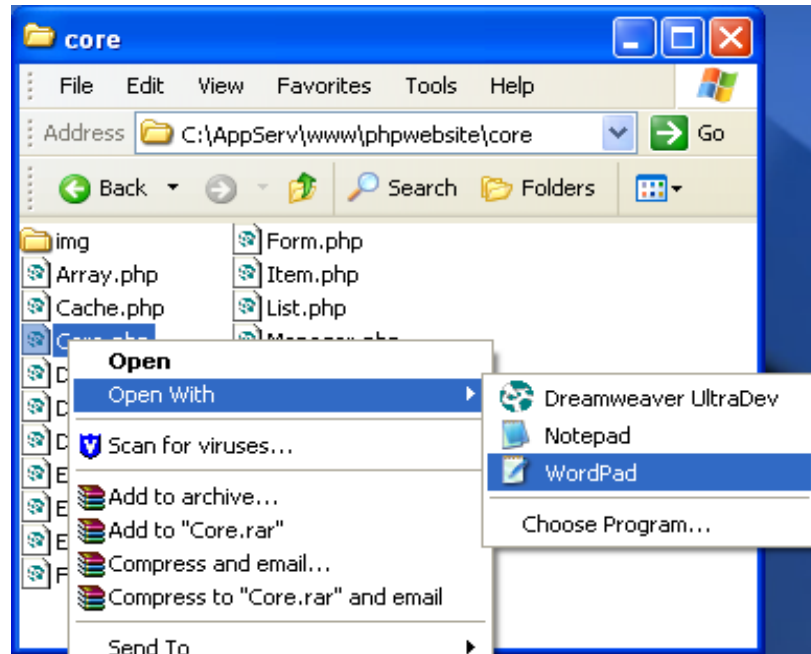 core
File Edit View Favorites Tools Help
Address C:\AppServ\www\phpwebsite\core Go
Back Search Folders
img Form.php
Array.php Item.php
Cache.php List.php
Open
Open With
Scan for viruses...
Add to archive...
Add to "Core.rar"
Compress and email...
Compress to "Core.rar" and email
Send To
Dreamweaver UltraDev
Notepad
WordPad
Choose Program...